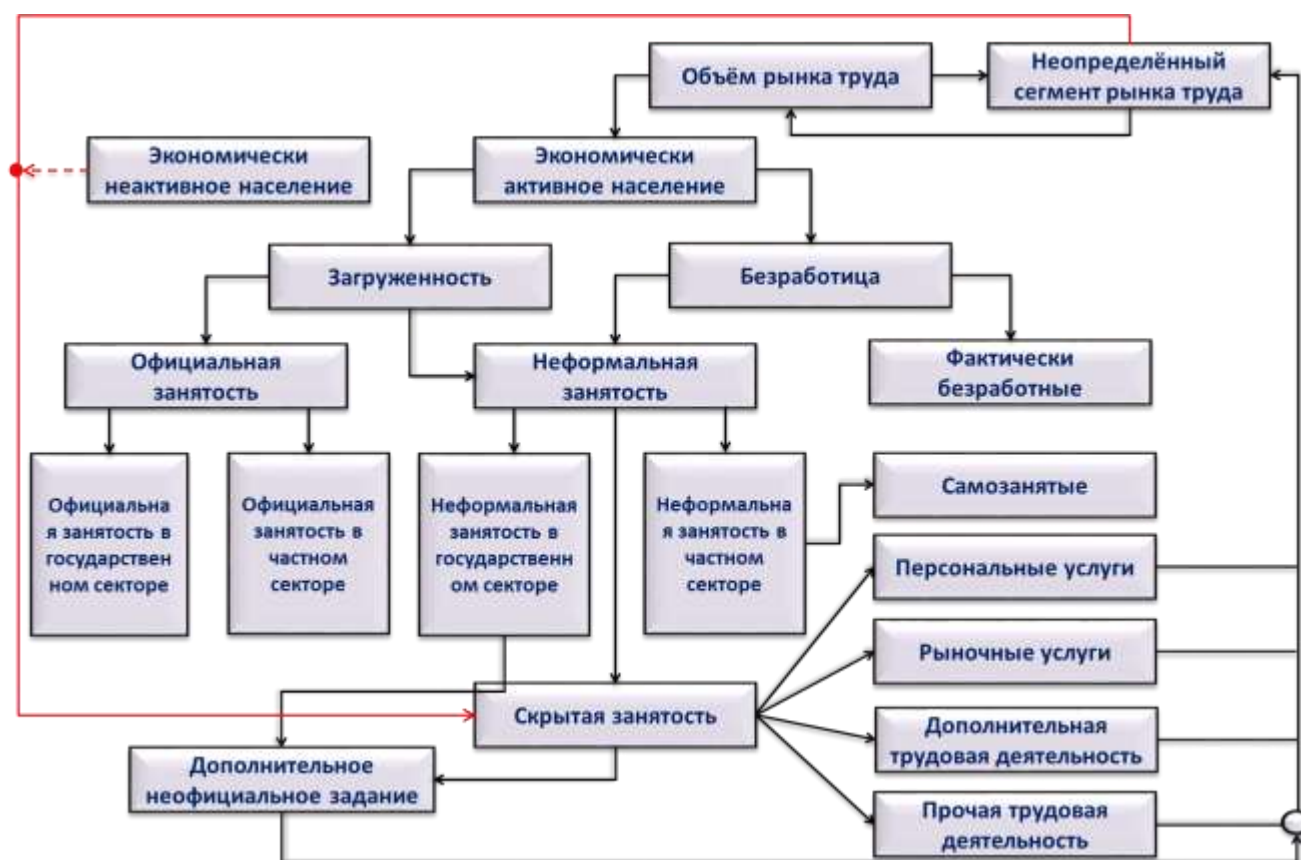 Объём рынка труда
Неопределённый
сегмент рынка труда
Экономически
неактивное население
Экономически
активное население
Загруженность
Безработица
Официальная
занятость
Неформальная
занятость
Фактически
безработные
Официальна
я занятость в
государствен
ном секторе
Официальная
занятость в
частном
секторе
Неформальная
занятость в
государственн
ом секторе
Неформальна
я занятость в
частном
секторе
Самозанятые
Персональные услуги
Рыночные услуги
Скрытая занятость
Дополнительная
трудовая деятельность
Дополнительное
неофициальное задание
Прочая трудовая
деятельность